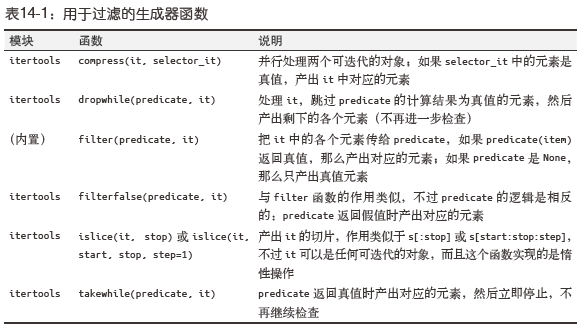 表14-1：用于过滤的生成器函数
模块 函数 说明
itertools compress(it, selector_it) 并行处理两个可迭代的对象；如果 selector_it 中的元素是
真值，产出 it 中对应的元素
itertools dropwhile(predicate, it) 处理 it，跳过 predicate 的计算结果为真值的元素，然后
产出剩下的各个元素（不再进一步检查）
（内置） filter(predicate, it) 把 it 中的各个元素传给 predicate，如果 predicate(item)
返回真值，那么产出对应的元素；如果 predicate 是 None，
那么只产出真值元素
itertools filterfalse(predicate, it) 与 filter 函数的作用类似，不过 predicate 的逻辑是相反
的：predicate 返回假值时产出对应的元素
itertools islice(it, stop) 或 islice(it, 产出 it 的切片，作用类似于 s[:stop] 或 s[start:stop:step]，
start, stop, step=1) 不过 it 可以是任何可迭代的对象，而且这个函数实现的是惰
性操作
itertools takewhile(predicate, it) predicate 返回真值时产出对应的元素，然后立即停止，不
再继续检查